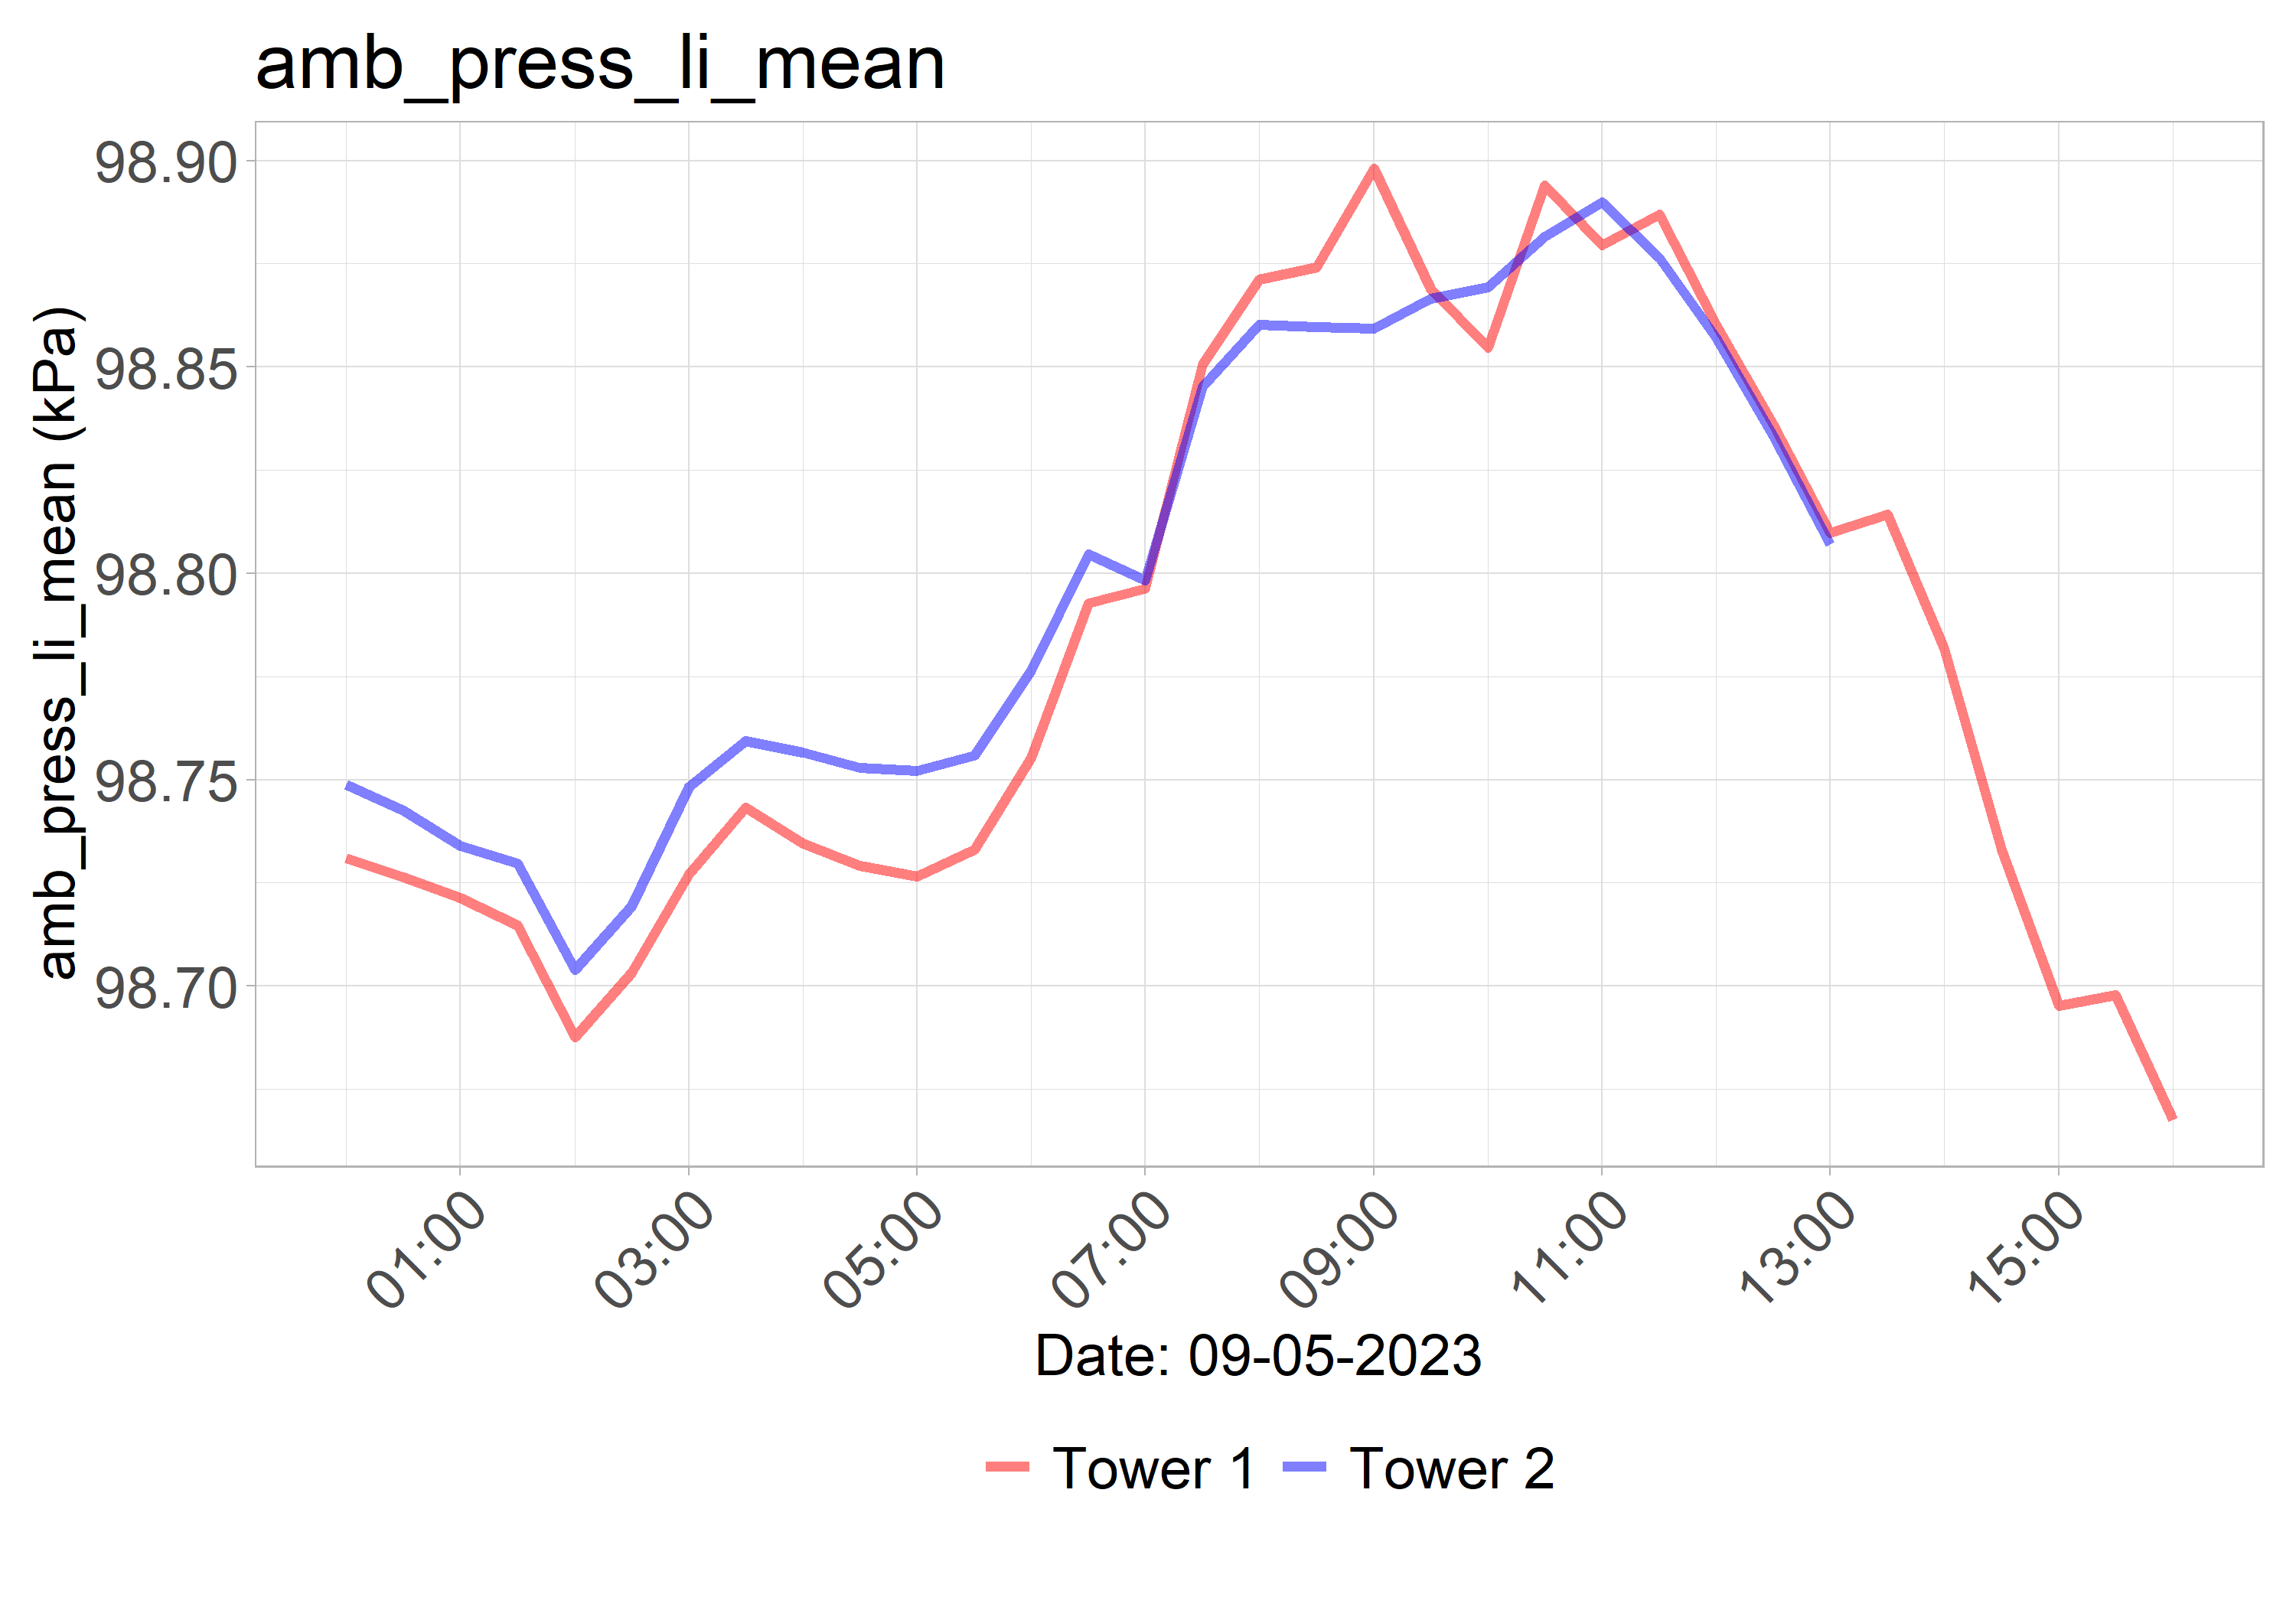 amb_press_li_mean
amb_press_li_mean (kPa)
98.90
98.85
98.80
98.75
98.70
01:00 03:00 05:00 07:00 09:00 11:00 13:00 15:00
Date: 09-05-2023
Tower 1 Tower 2